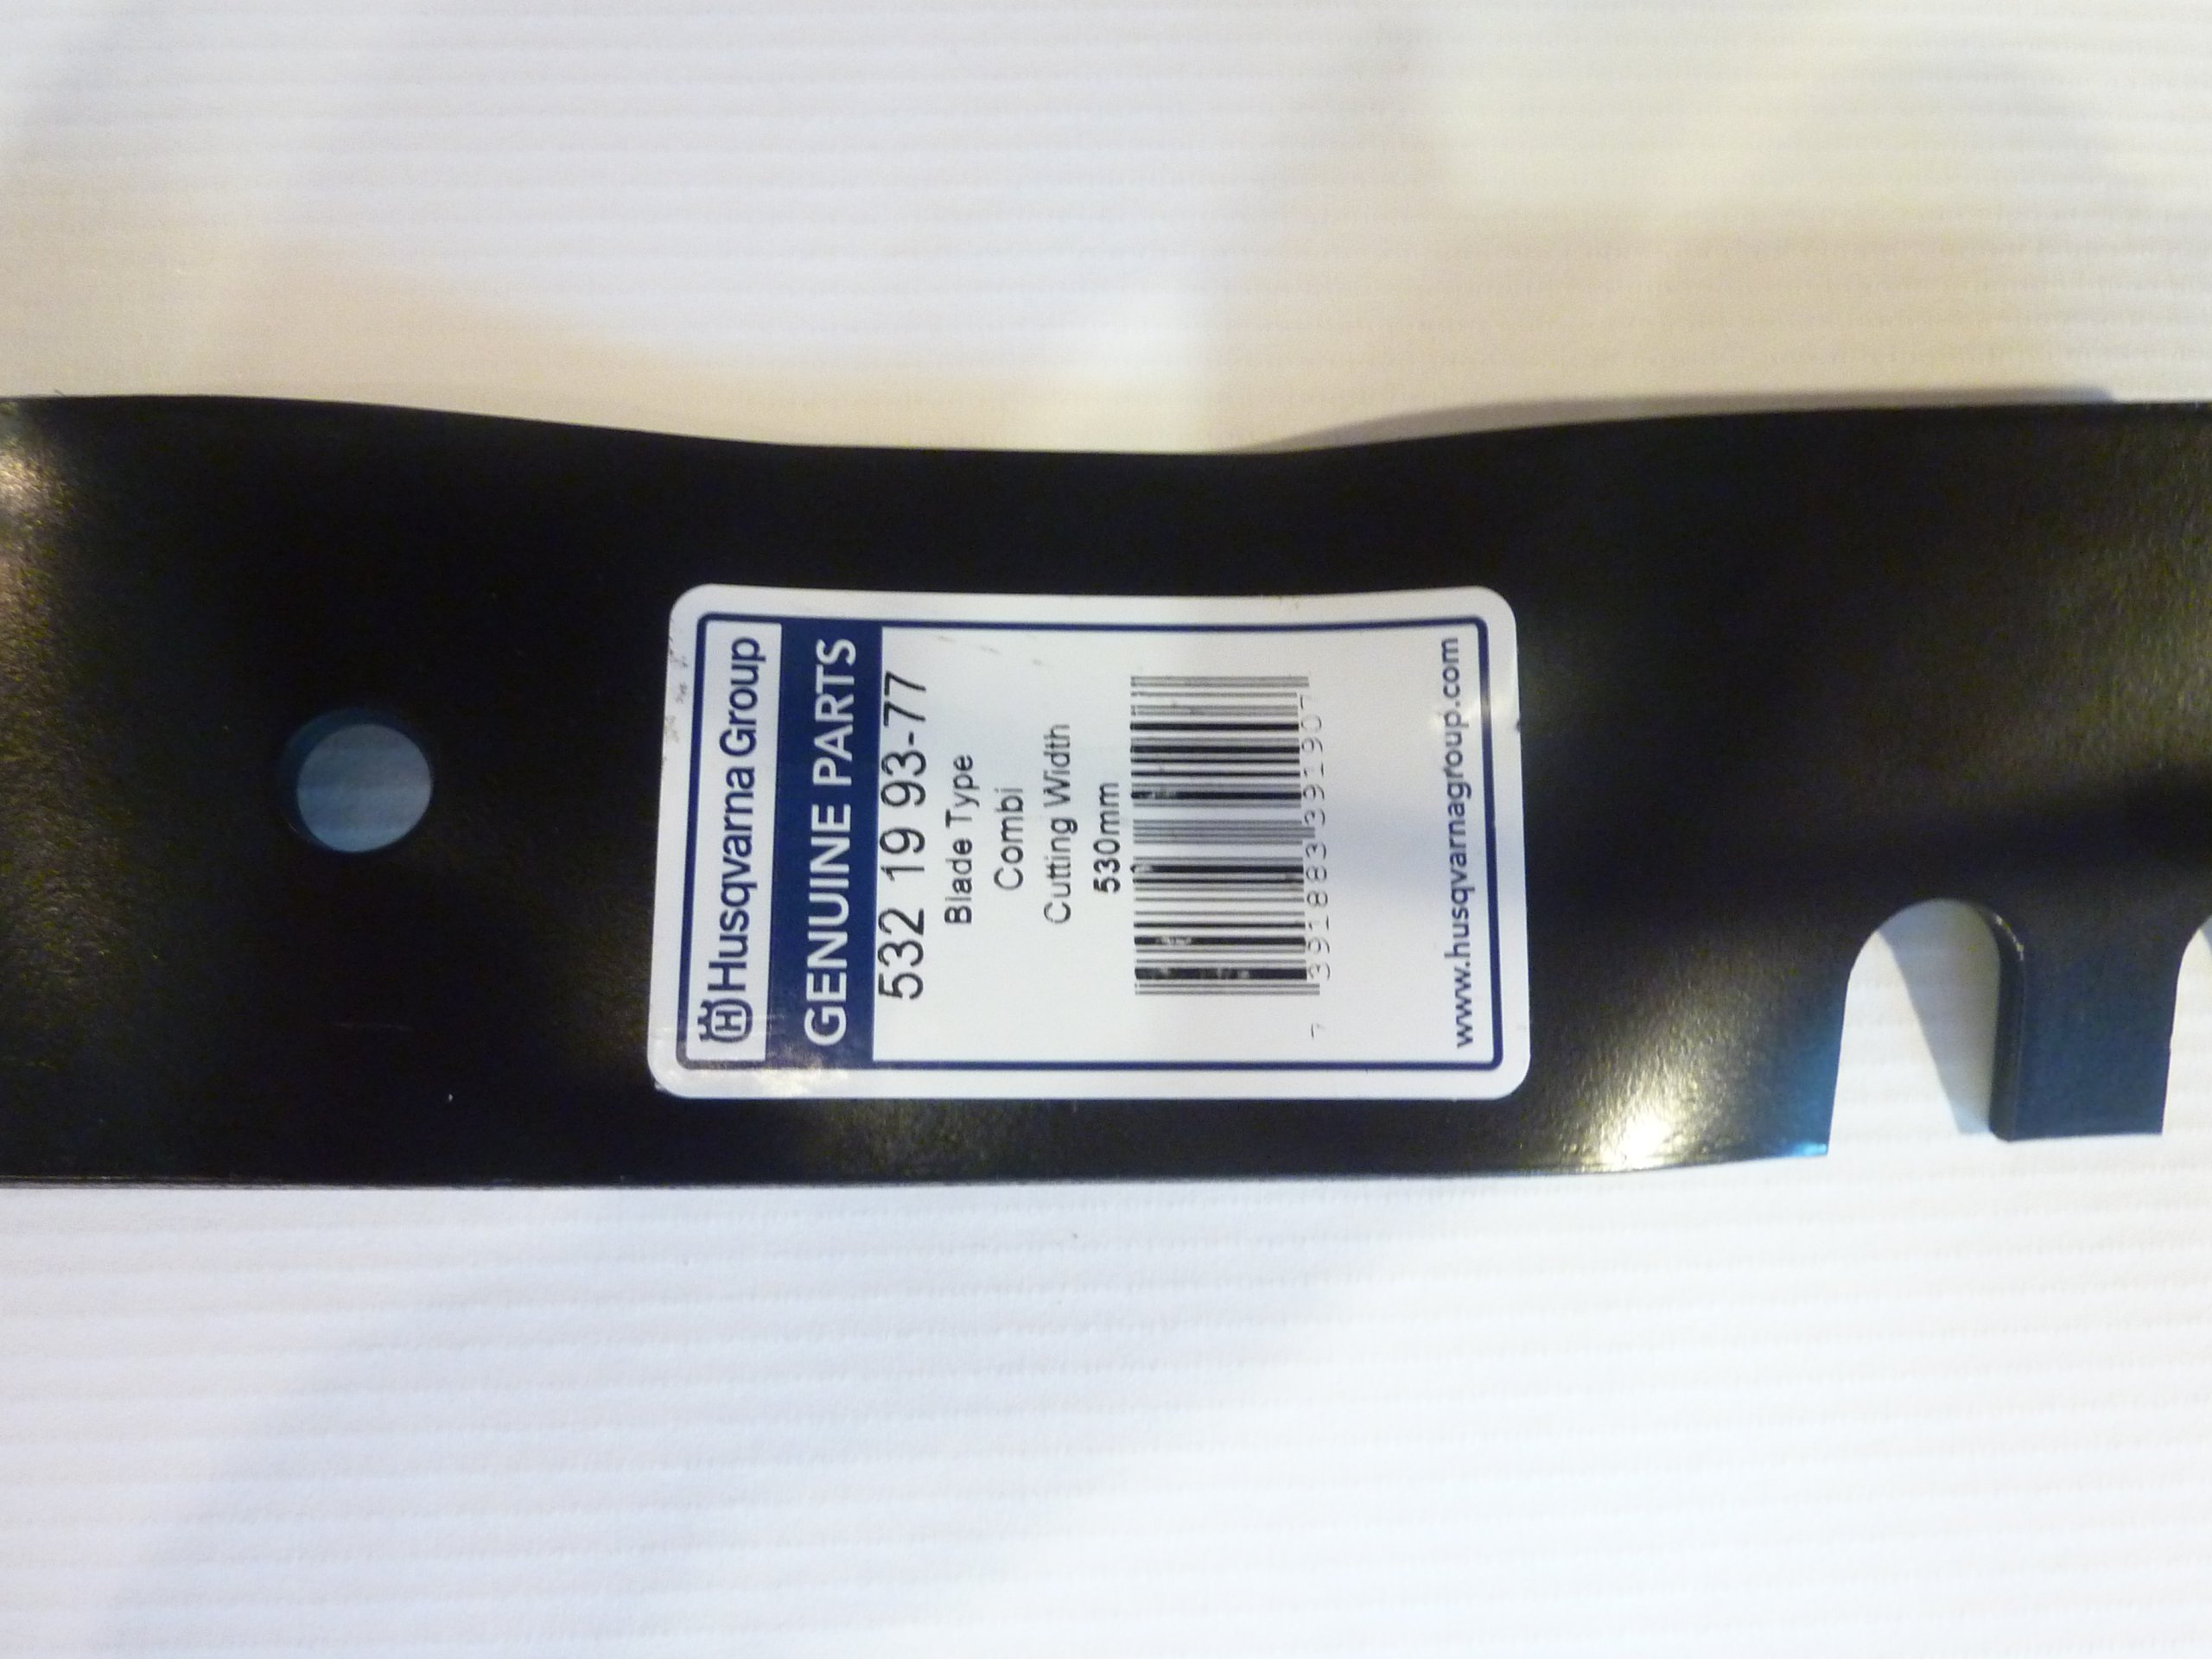 Husqvarna Group
GENUINE PARTS
532 19 93-77
Blade Type
Combi
Cutting Width
530mm
7 391883 391907
www.husqvarnagroup.com